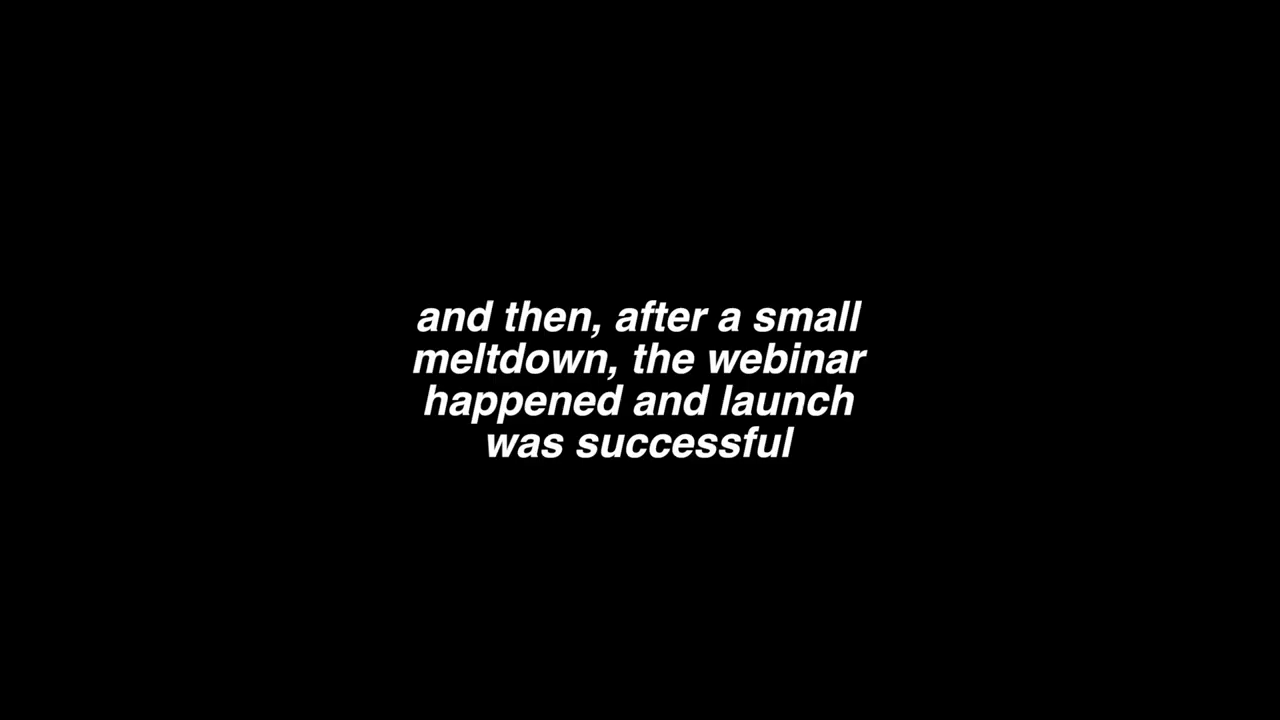 and then, after a small
meltdown, the webinar
happened and launch
was successful